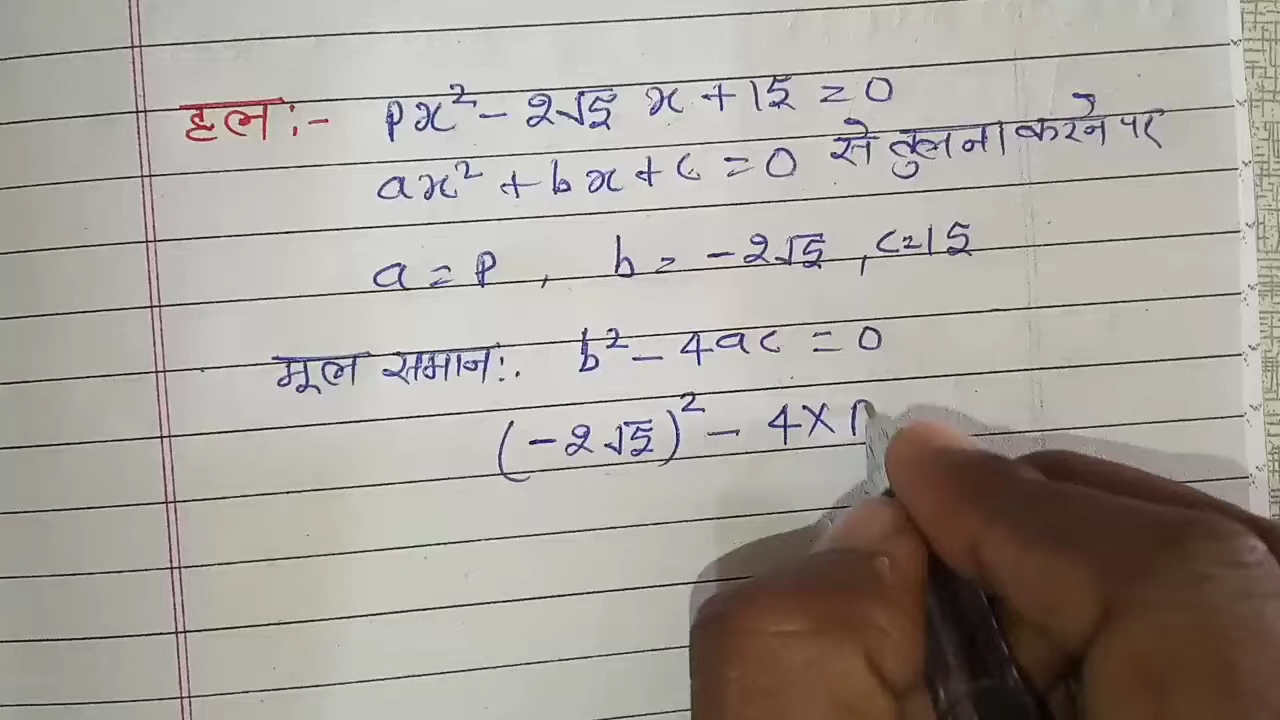 हल :- px² - 2√5 x + 15 = 0
ax² + bx + c = 0 से तुलना करने पर
a = p , b = -2√5 , c=15
मूल समान :. b² - 4ac = 0
(-2√5)² - 4×